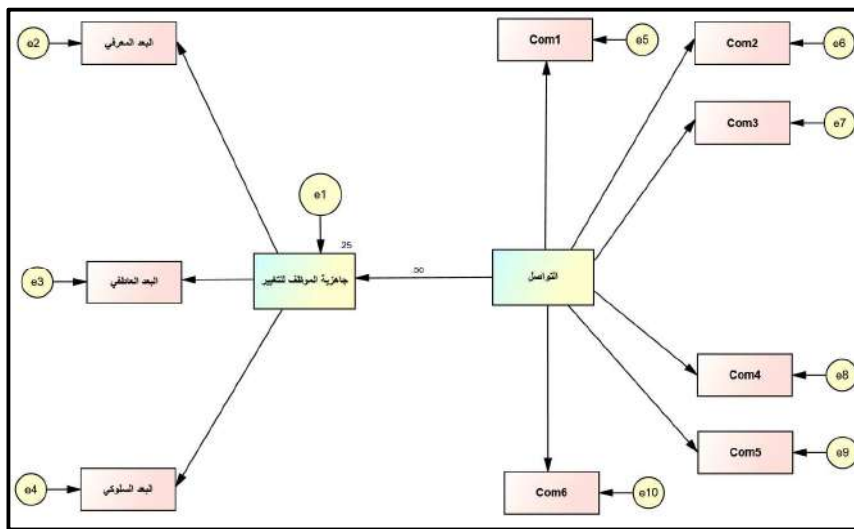 e2
البعد المعرفي
Com1
e5
Com2
e6
Com3
e7
e1
.25
e3
البعد العاطفي
جاهزية الموظف للتغيير
التواصل
Com4
e8
Com5
e9
e4
البعد السلوكي
Com6
e10